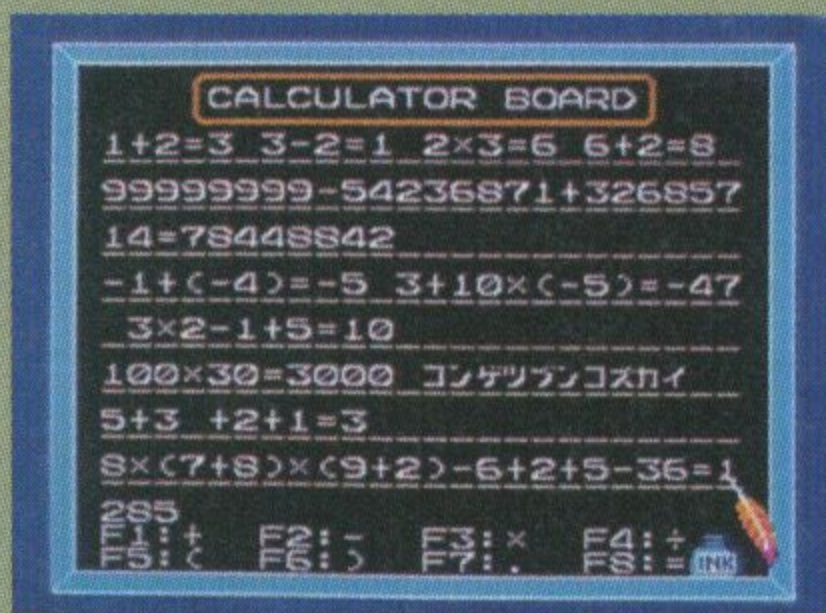 CALCULATOR BOARD
1+2=3 3-2=1 2×3=6 6+2=8
99999999-54236871+326857
14=78448842
-1+(-4)=-5 3+10×(-5)=-47
3×2-1+5=10
100×30=3000 コンゲツブンコズカイ
5+3 +2+1=3
8×(7+8)×(9+2)-6+2+5-36=1
285
F1:+ F2:- F3:× F4:÷
F5:( F6:) F7:. F8:=
INK